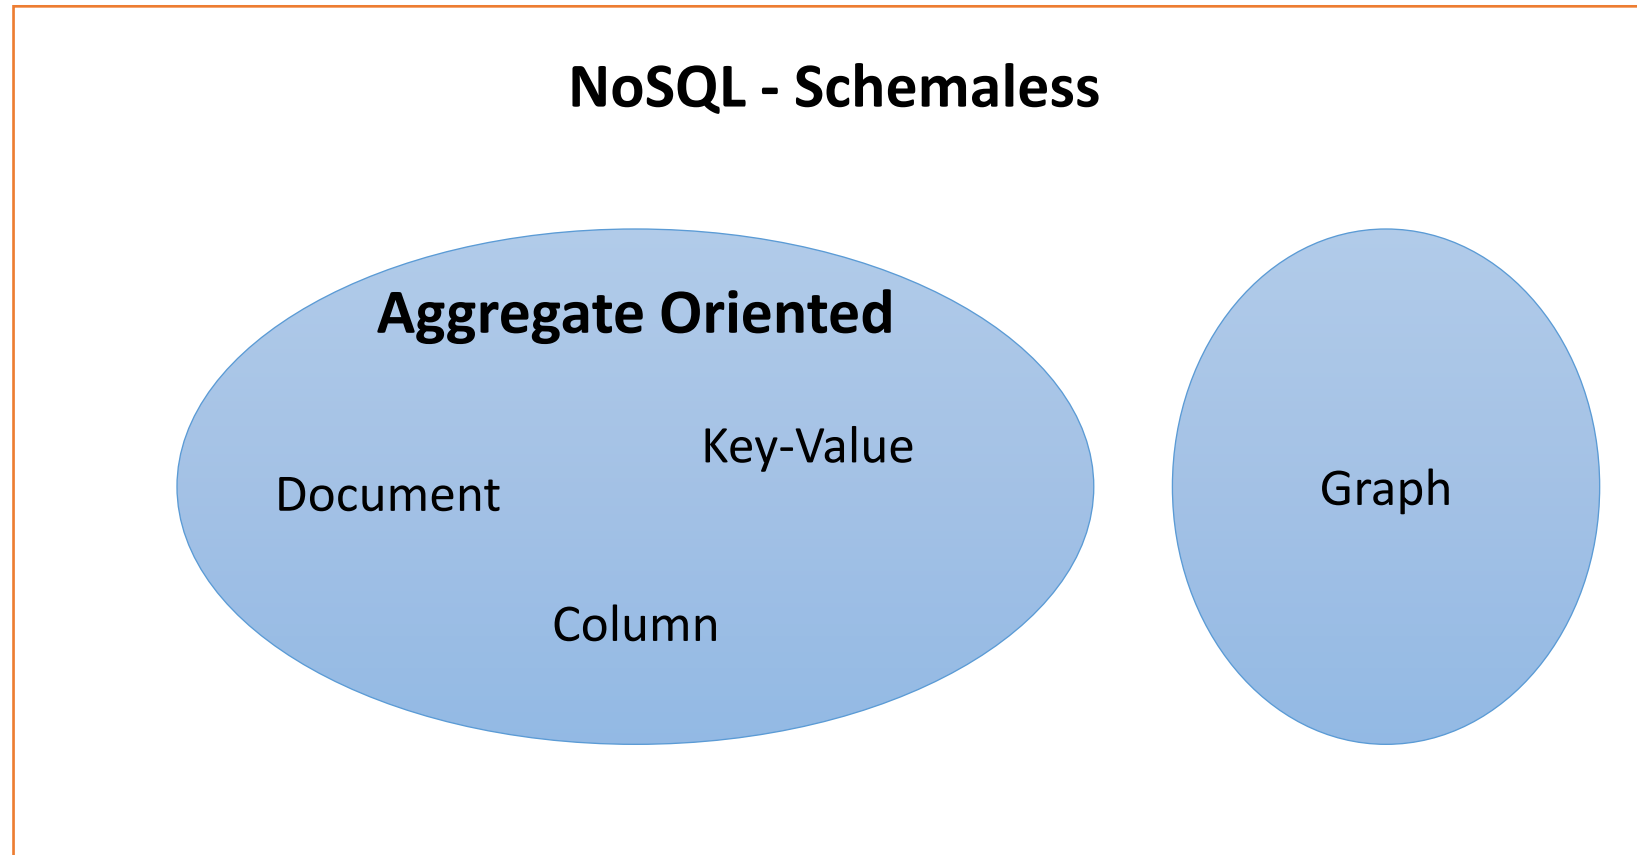 NoSQL - Schemaless
Aggregate Oriented
Key-Value
Document
Column
Graph